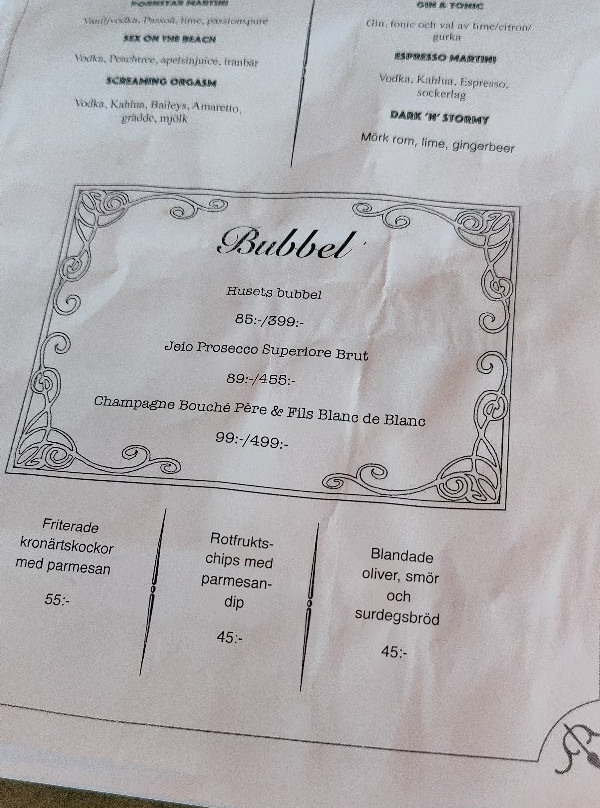 PORNSTAR MARTINI
Vaniljvodka, Passoã, lime, passionspuré
SEX ON THE BEACH
Vodka, Peachtree, apelsinjuice, tranbär
SCREAMING ORGASM
Vodka, Kahlua, Baileys, Amaretto,
grädde, mjölk
GIN & TONIC
Gin, tonic och val av lime/citron/
gurka
ESPRESSO MARTINI
Vodka, Kahlua, Espresso,
sockerlag
DARK 'N' STORMY
Mörk rom, lime, gingerbeer
Bubbel
Husets bubbel
85:-/399:-
Jeio Prosecco Superiore Brut
89:-/455:-
Champagne Bouché Père & Fils Blanc de Blanc
99:-/499:-
Friterade
kronärtskockor
med parmesan
55:-
Rotfrukts-
chips med
parmesan-
dip
45:-
Blandade
oliver, smör
och
surdegsbröd
45:-